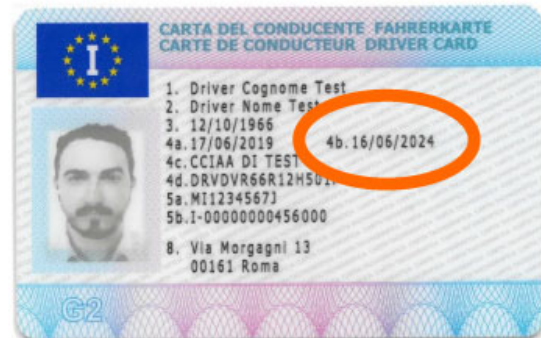 I
CARTA DEL CONDUCENTE FAHRERKARTE
CARTE DE CONDUCTEUR DRIVER CARD
1. Driver Cognome Test
2. Driver Nome Test
3. 12/10/1966
4a.17/06/2019 4b.16/06/2024
4c.CCIAA DI TEST
4d.DRVDVR66R12H501
5a.MI1234567J
5b.I-00000000456000
8. Via Morgagni 13
00161 Roma
G2